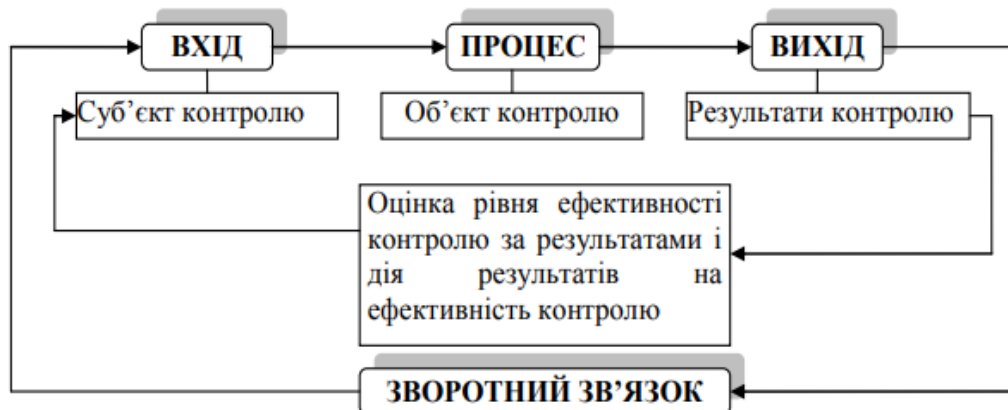 ВХІД
ПРОЦЕС
ВИХІД
Суб’єкт контролю
Об’єкт контролю
Результати контролю
Оцінка рівня ефективності
контролю за результатами і
дія результатів на
ефективність контролю
ЗВОРОТНИЙ ЗВ’ЯЗОК